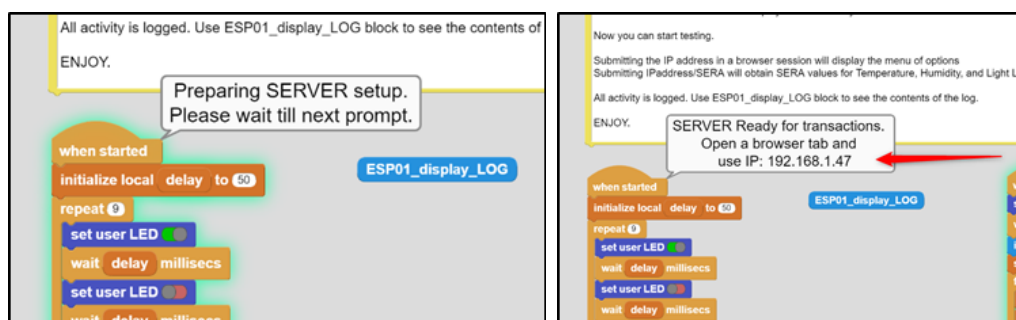 All activity is logged. Use ESP01_display_LOG block to see the contents of
ENJOY.
Preparing SERVER setup.
Please wait till next prompt.
when started
ESP01_display_LOG
initialize local delay to 50
repeat 9
set user LED
wait delay millisecs
set user LED
wait delay millisecs
Now you can start testing.
Submitting the IP address in a browser session will display the menu of options
Submitting IPaddress/SERA will obtain SERA values for Temperature, Humidity, and Light L
All activity is logged. Use ESP01_display_LOG block to see the contents of the log.
ENJOY.
SERVER Ready for transactions.
Open a browser tab and
use IP: 192.168.1.47
when started
ESP01_display_LOG
initialize local delay to 50
repeat 9
set user LED
wait delay millisecs
set user LED
wait delay millisecs